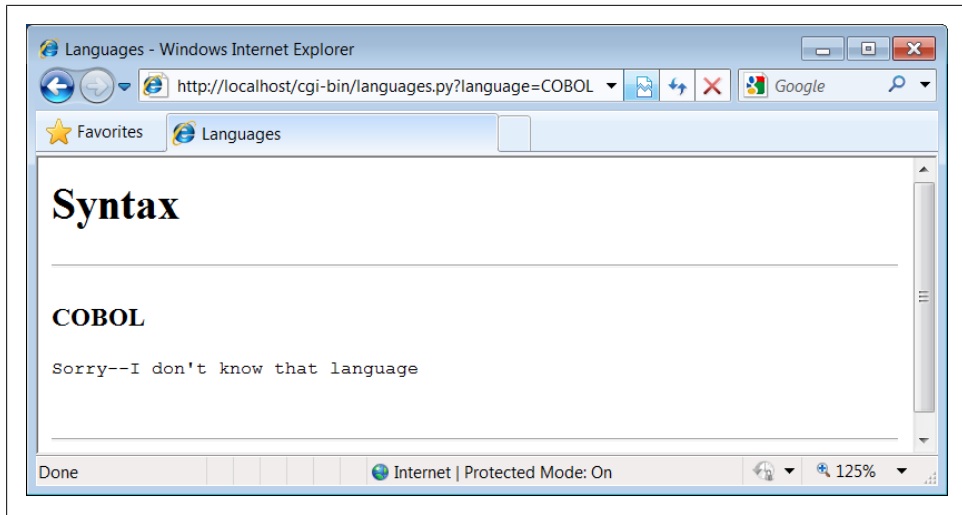 Languages - Windows Internet Explorer
http://localhost/cgi-bin/languages.py?language=COBOL
Google
Favorites
Languages
Syntax
COBOL
Sorry--I don't know that language
Done
Internet | Protected Mode: On
125%